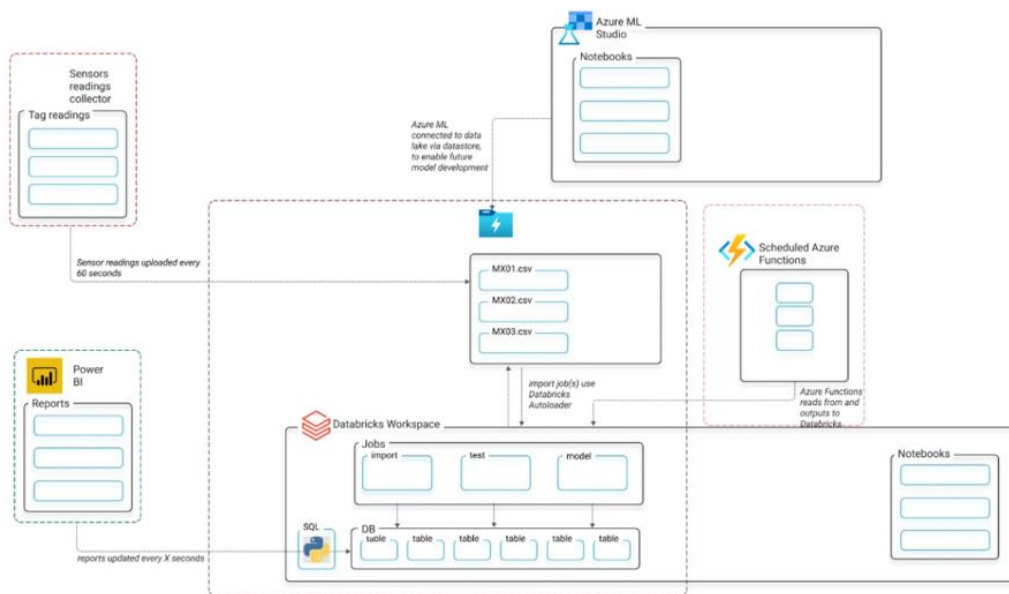 Azure ML
Studio
Notebooks
Sensors
readings
collector
Tag readings
Azure ML
connected to data
lake via datastore,
to enable future
model development
Sensor readings uploaded every
60 seconds
MX01.csv
MX02.csv
MX03.csv
Scheduled Azure
Functions
Power
BI
Reports
import job(s) use
Databricks
Autoloader
Azure Functions
reads from and
outputs to
Databricks
Databricks Workspace
Jobs
import
test
model
Notebooks
SQL
DB
table
table
table
table
table
table
reports updated every X seconds